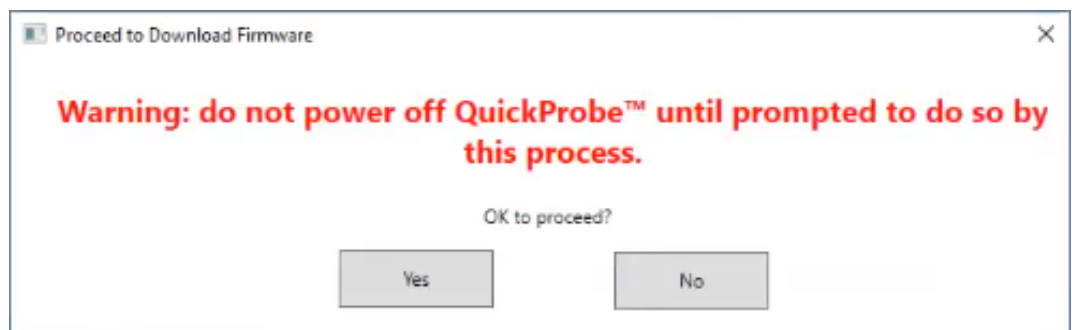 Proceed to Download Firmware
Warning: do not power off QuickProbe™ until prompted to do so by
this process.
OK to proceed?
Yes
No